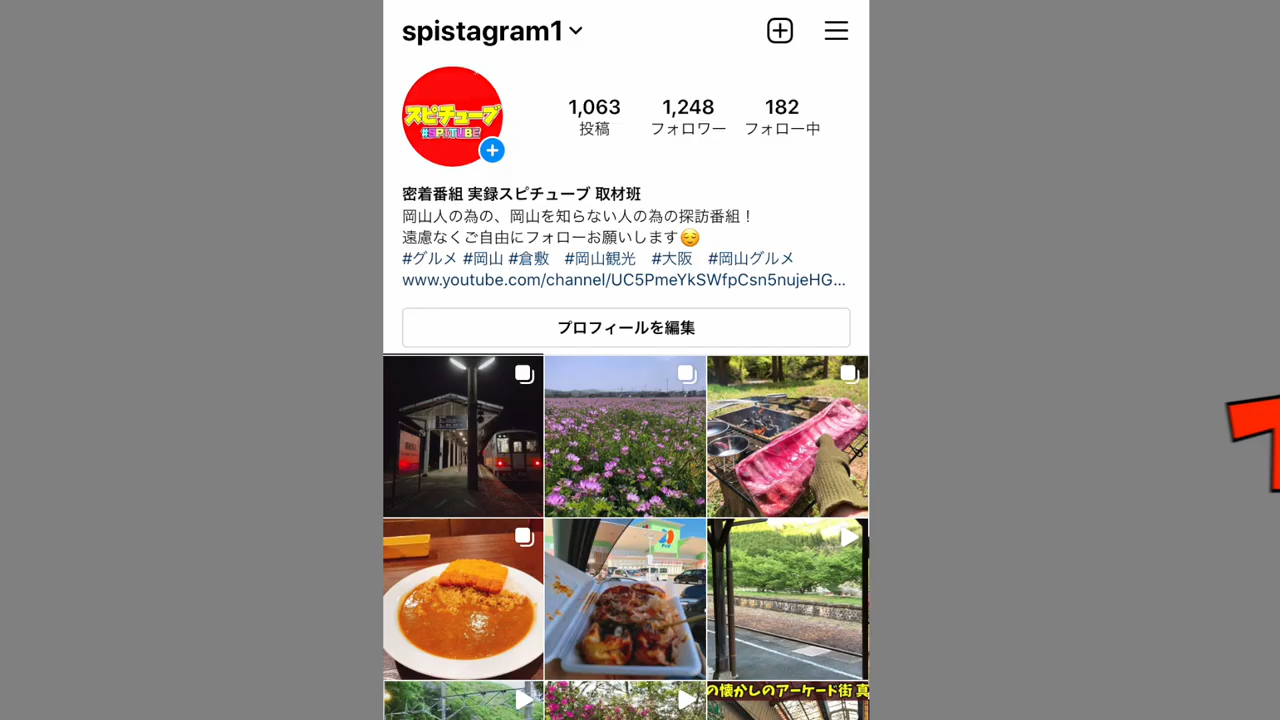 spistagram1
スピチューブ
#SPITUBE
1,063
投稿
1,248
フォロワー
182
フォロー中
密着番組 実録スピチューブ 取材班
岡山人の為の、岡山を知らない人の為の探訪番組！
遠慮なくご自由にフォローお願いします😌
#グルメ #岡山 #倉敷 #岡山観光 #大阪 #岡山グルメ
www.youtube.com/channel/UC5PmeYkSWfpCsn5nujeHG...
プロフィールを編集
の懐かしのアーケード街 真